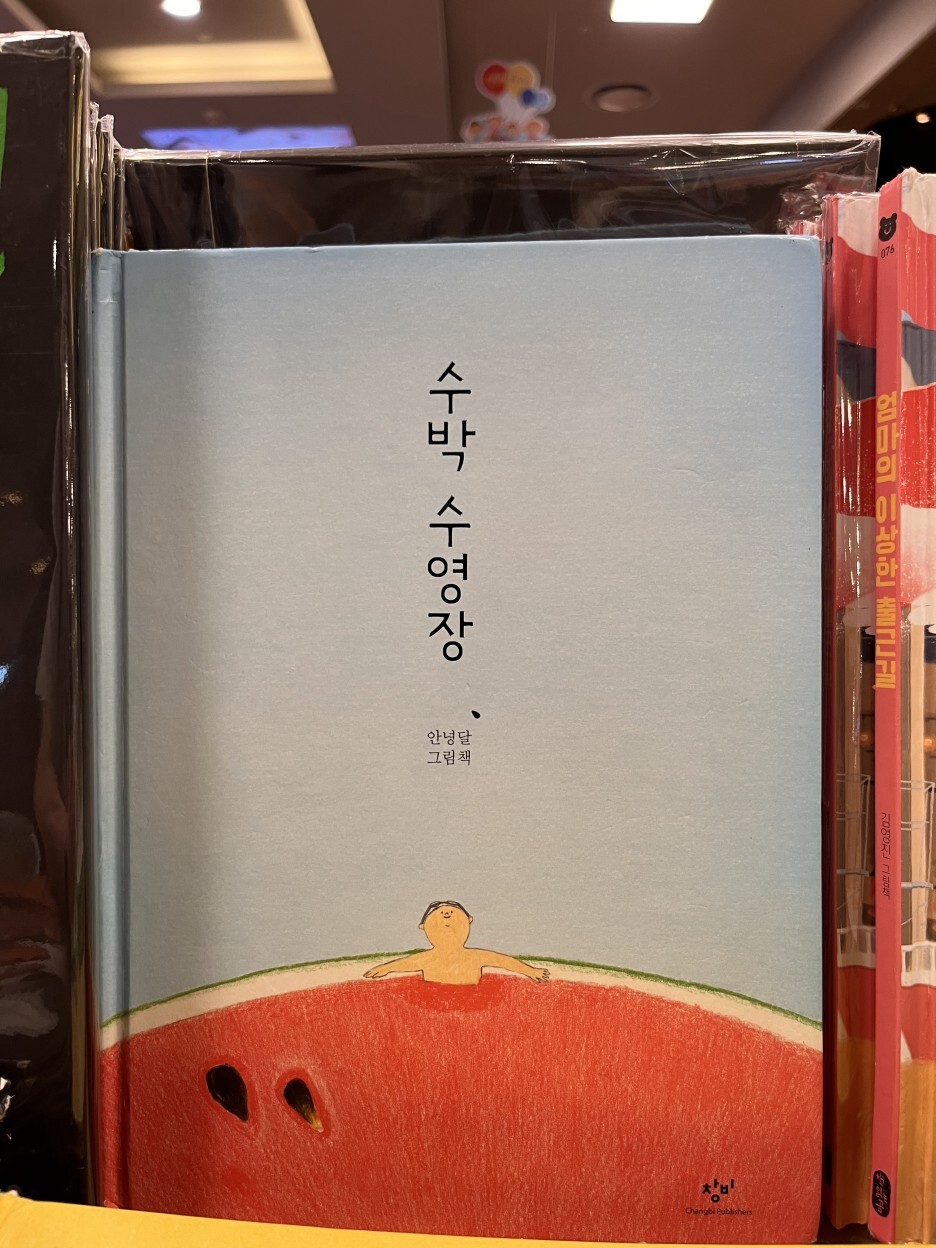 수박 수영장
안녕달
그림책
창비
Changbi Publishers
076
엄마의 이상한 출근길
김영진 그림책